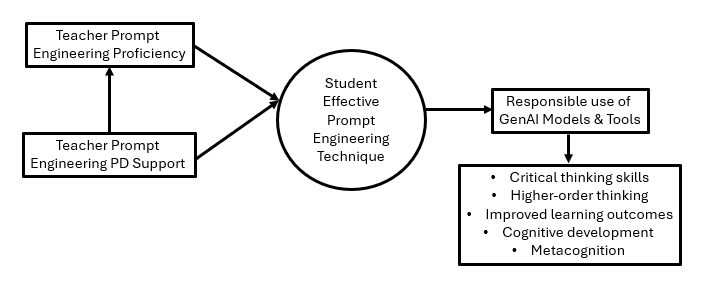 Teacher Prompt
Engineering Proficiency
Teacher Prompt
Engineering PD Support
Student
Effective
Prompt
Engineering
Technique
Responsible use of
GenAI Models & Tools
• Critical thinking skills
• Higher-order thinking
• Improved learning outcomes
• Cognitive development
• Metacognition